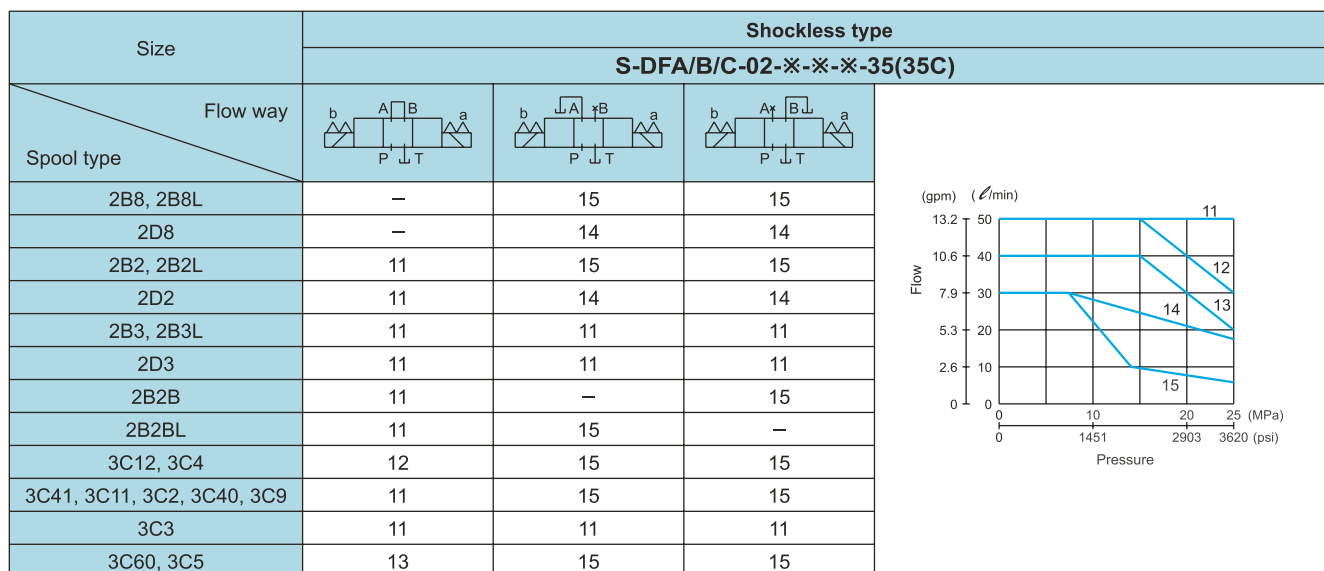 Size
Shockless type
S-DFA/B/C-02-※-※-※-35(35C)
Flow way
Spool type
b A B a
P T
b A B a
P T
b A B a
P T
2B8, 2B8L – 15 15
2D8 – 14 14
2B2, 2B2L 11 15 15
2D2 11 14 14
2B3, 2B3L 11 11 11
2D3 11 11 11
2B2B 11 – 15
2B2BL 11 15 –
3C12, 3C4 12 15 15
3C41, 3C11, 3C2, 3C40, 3C9 11 15 15
3C3 11 11 11
3C60, 3C5 13 15 15
(gpm) (ℓ/min)
13.2 50 11
10.6 40 12
7.9 30 14 13
5.3 20
2.6 10 15
0 0
Flow
0 10 20 25 (MPa)
0 1451 2903 3620 (psi)
Pressure